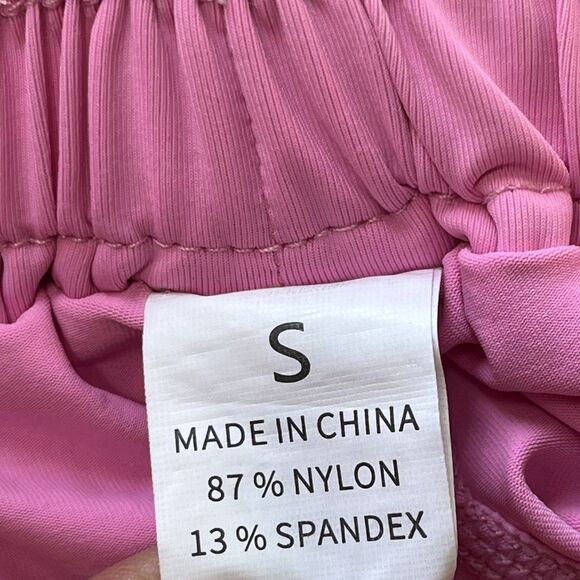 S
MADE IN CHINA
87 % NYLON
13 % SPANDEX